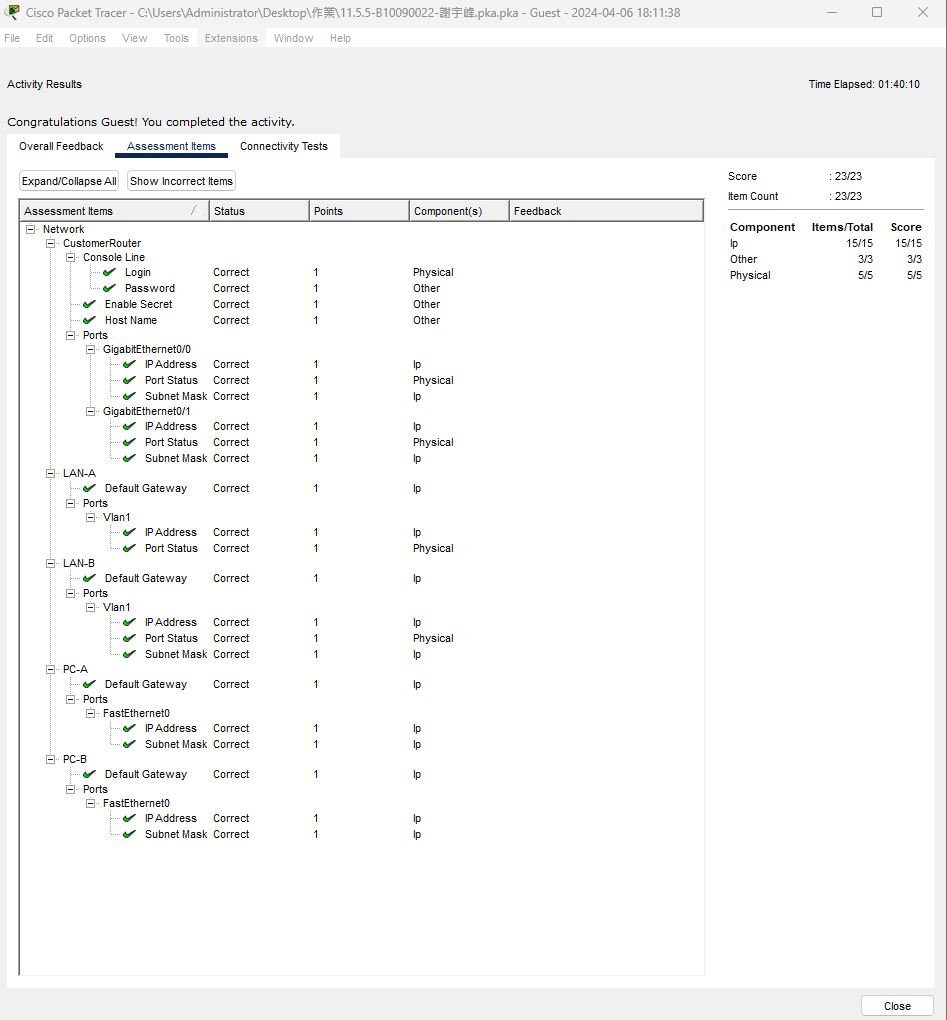 Cisco Packet Tracer - C:\Users\Administrator\Desktop\作業\11.5.5-B10090022-謝宇峰.pka.pka - Guest - 2024-04-06 18:11:38
File Edit Options View Tools Extensions Window Help
Activity Results Time Elapsed: 01:40:10
Congratulations Guest! You completed the activity.
Overall Feedback Assessment Items Connectivity Tests
Expand/Collapse All Show Incorrect Items
Assessment Items Status Points Component(s) Feedback
Network
CustomerRouter
Console Line
Login Correct 1 Physical
Password Correct 1 Other
Enable Secret Correct 1 Other
Host Name Correct 1 Other
Ports
GigabitEthernet0/0
IP Address Correct 1 Ip
Port Status Correct 1 Physical
Subnet Mask Correct 1 Ip
GigabitEthernet0/1
IP Address Correct 1 Ip
Port Status Correct 1 Physical
Subnet Mask Correct 1 Ip
LAN-A
Default Gateway Correct 1 Ip
Ports
Vlan1
IP Address Correct 1 Ip
Port Status Correct 1 Physical
LAN-B
Default Gateway Correct 1 Ip
Ports
Vlan1
IP Address Correct 1 Ip
Port Status Correct 1 Physical
Subnet Mask Correct 1 Ip
PC-A
Default Gateway Correct 1 Ip
Ports
FastEthernet0
IP Address Correct 1 Ip
Subnet Mask Correct 1 Ip
PC-B
Default Gateway Correct 1 Ip
Ports
FastEthernet0
IP Address Correct 1 Ip
Subnet Mask Correct 1 Ip
Score : 23/23
Item Count : 23/23
Component Items/Total Score
Ip 15/15 15/15
Other 3/3 3/3
Physical 5/5 5/5
Close